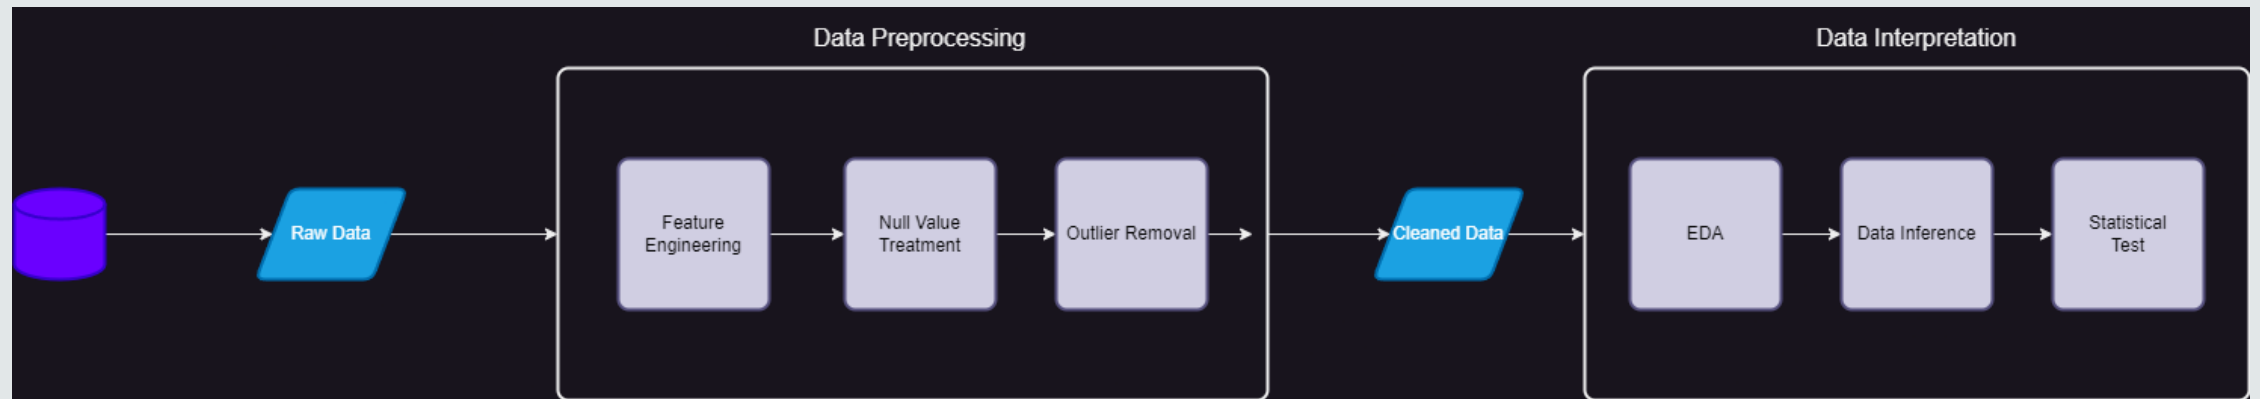 Data Preprocessing
Data Interpretation
Raw Data
Feature
Engineering
Null Value
Treatment
Outlier Removal
Cleaned Data
EDA
Data Inference
Statistical
Test